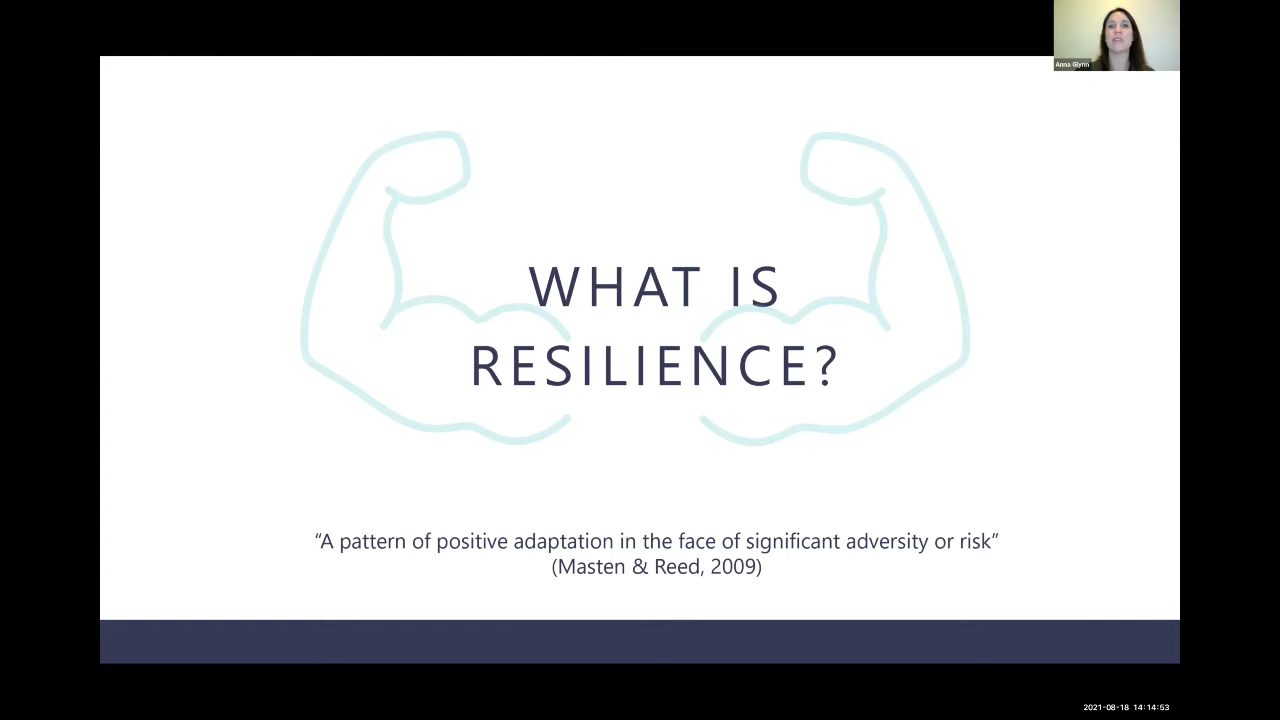 Anna Glynn
WHAT IS
RESILIENCE?
“A pattern of positive adaptation in the face of significant adversity or risk”
(Masten & Reed, 2009)
2021-08-18 14:14:53